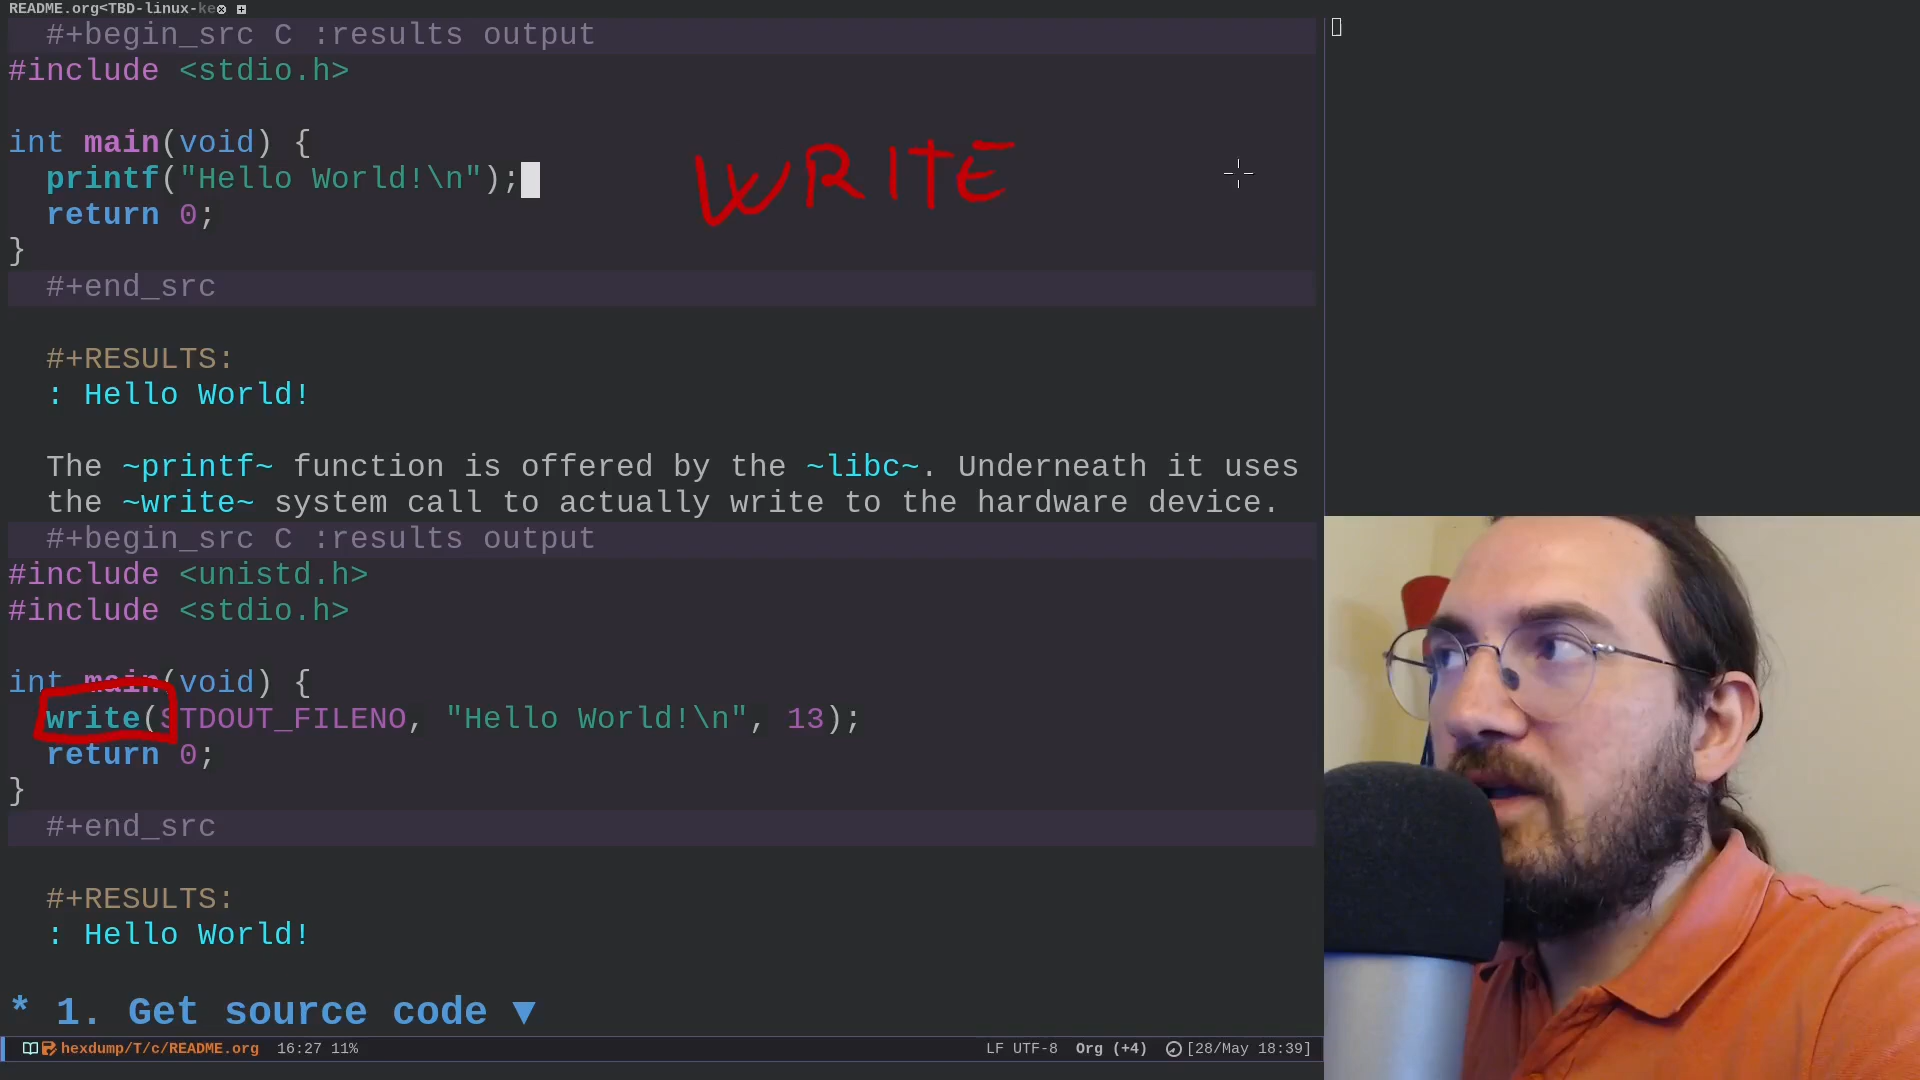 README.org<TBD-linux-ke
#+begin_src C :results output
#include <stdio.h>
int main(void) {
printf("Hello World!\n");
WRITE
return 0;
}
#+end_src
#+RESULTS:
: Hello World!
The ~printf~ function is offered by the ~libc~. Underneath it uses
the ~write~ system call to actually write to the hardware device.
#+begin_src C :results output
#include <unistd.h>
#include <stdio.h>
int main(void) {
write(STDOUT_FILENO, "Hello World!\n", 13);
return 0;
}
#+end_src
#+RESULTS:
: Hello World!
* 1. Get source code ▼
hexdump/T/c/README.org 16:27 11% LF UTF-8 Org (+4) [28/May 18:39]